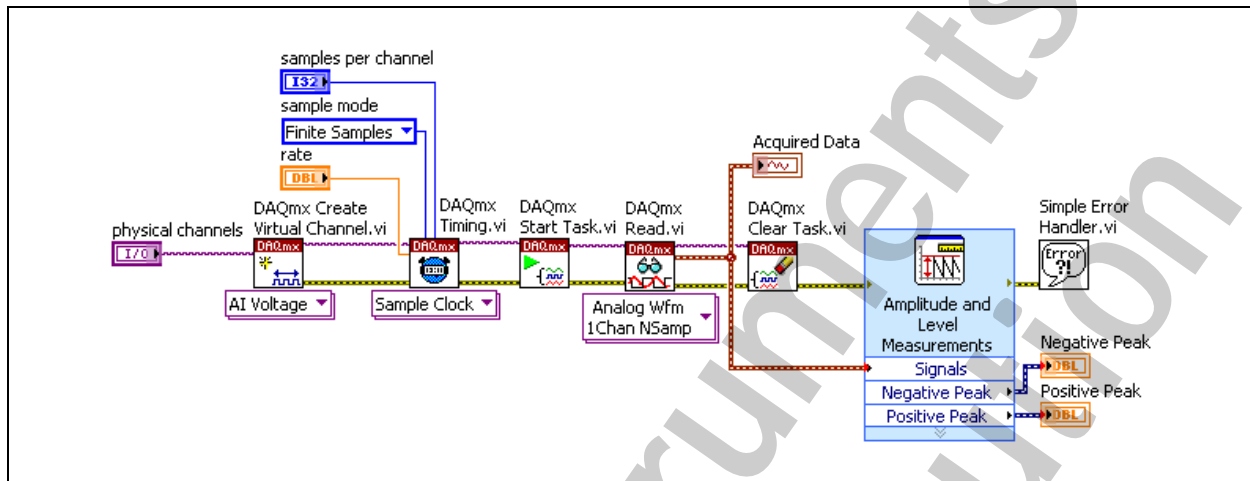 samples per channel
I32
sample mode
Finite Samples
rate
DBL
physical channels
I/O
DAQmx Create
Virtual Channel.vi
DAQmx
AI Voltage
DAQmx
Timing.vi
DAQmx
Sample Clock
DAQmx
Start Task.vi
DAQmx
DAQmx
Read.vi
DAQmx
Analog Wfm
1Chan NSamp
Acquired Data
DAQmx
Clear Task.vi
DAQmx
Amplitude and
Level
Measurements
Signals
Negative Peak
Positive Peak
Simple Error
Handler.vi
Error
?!
Negative Peak
DBL
Positive Peak
DBL